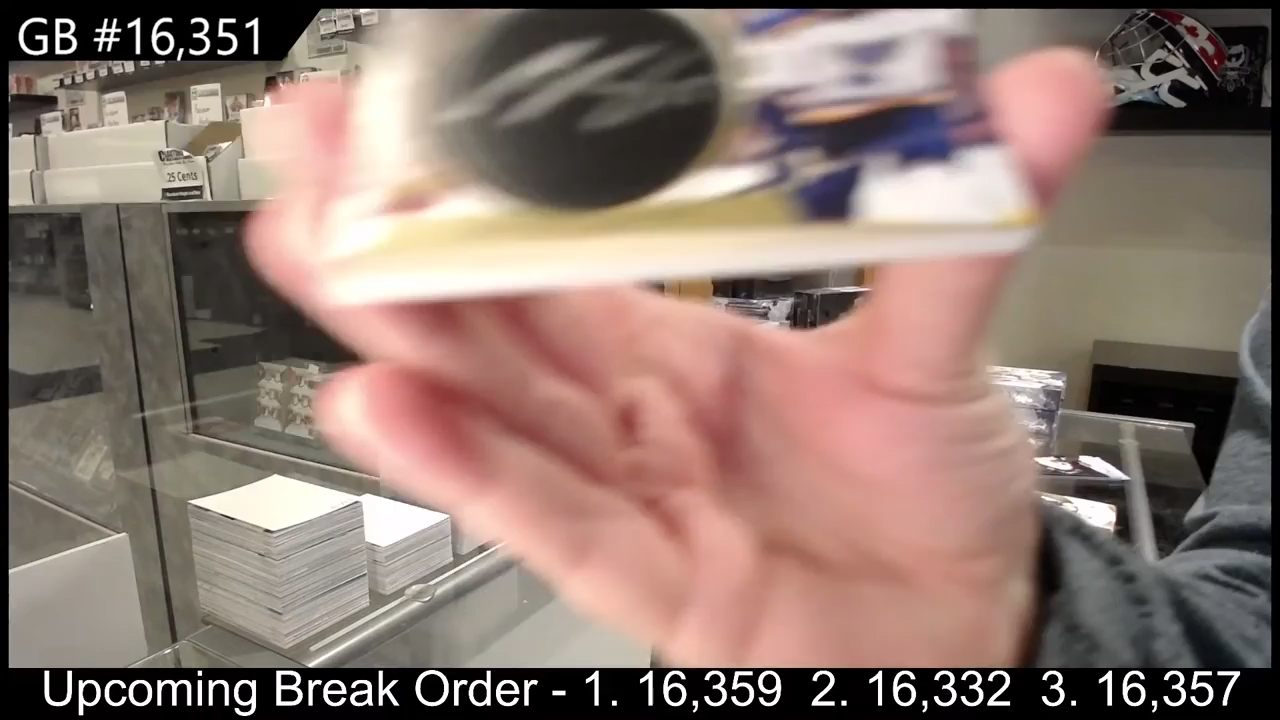 GB #16,351
25 Cents
Upcoming Break Order - 1. 16,359 2. 16,332 3. 16,357